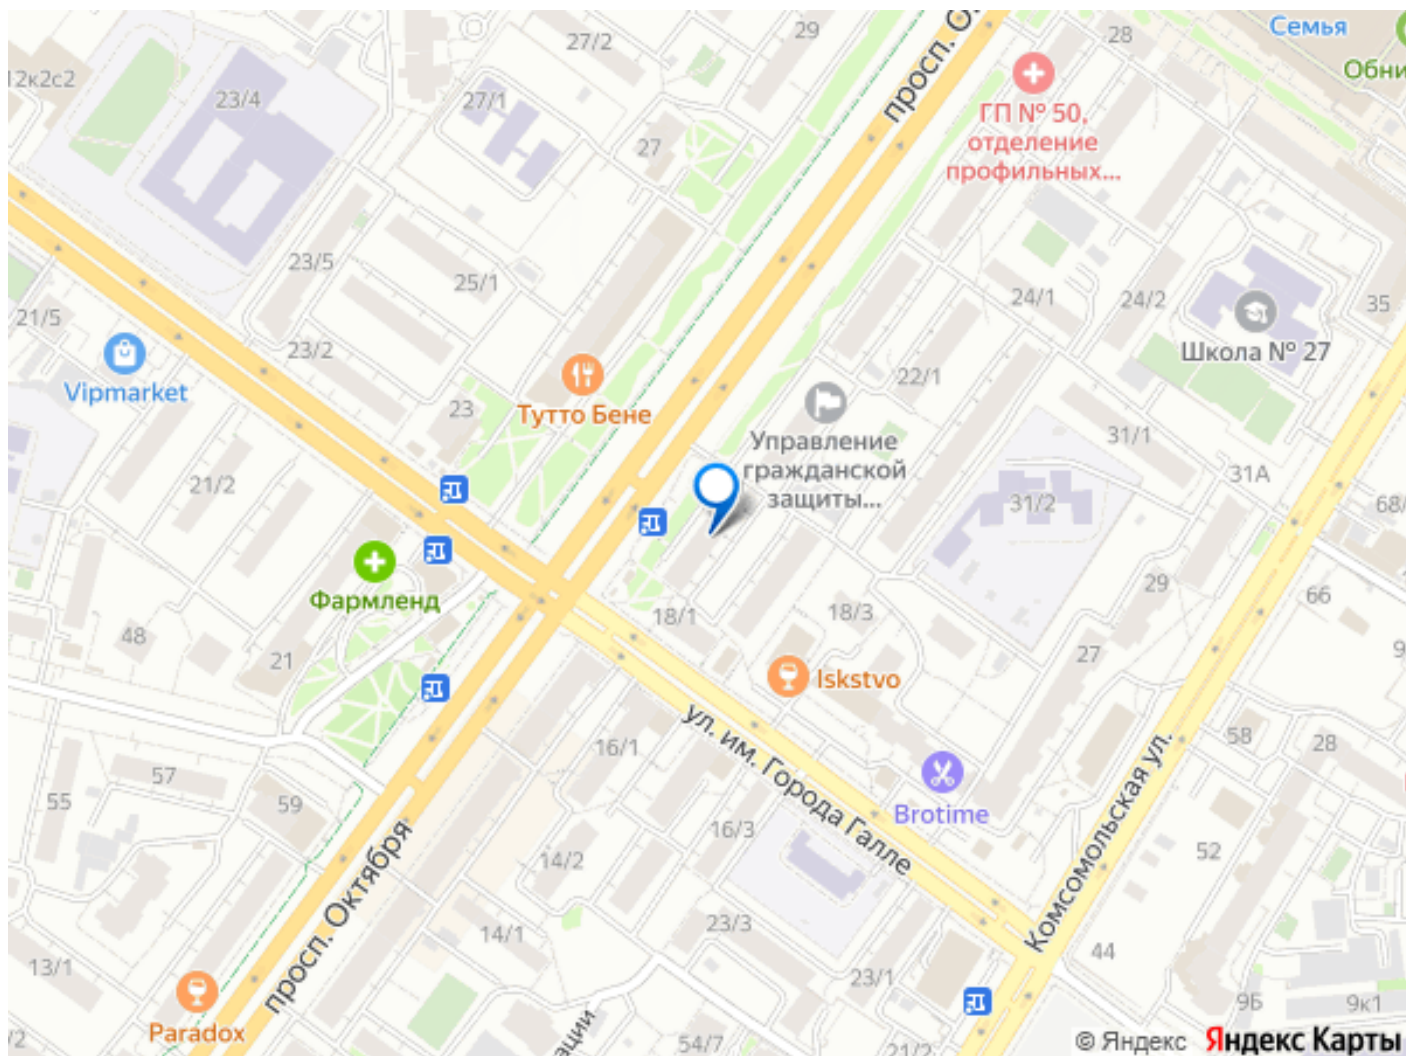 27/2
29
просп. О
28
Семья
Обни
12к2с2
23/4
27/1
27
ГП № 50,
отделение
профильных...
23/5
25/1
24/1
24/2
35
21/5
23/2
Vipmarket
Школа № 27
22/1
Тутто Бене
23
Управление
гражданской
защиты...
31/1
31А
21/2
31/2
68/
Фармленд
29
66
18/1
18/3
48
21
27
9
Iskstvo
ул. им. Города Галле
16/1
58
28
57
55
59
Brotime
Комсомольская ул.
16/3
52
14/2
просп. Октября
23/3
14/1
44
13/1
23/1
9Б
9к1
Paradox
/2
ации
54/7
21/2
© Яндекс Яндекс Карты